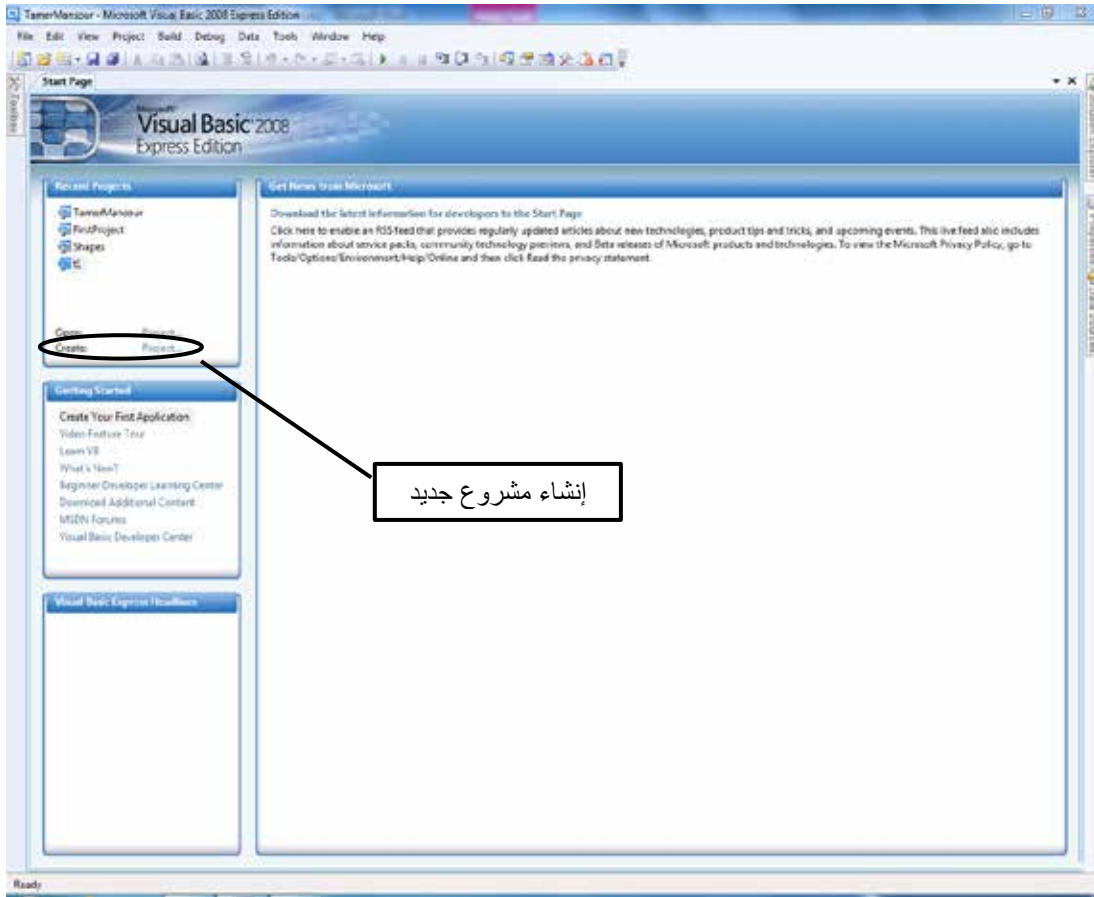 TamerMansour - Microsoft Visual Basic 2008 Express Edition
File Edit View Project Build Debug Data Tools Window Help
Start Page
Toolbox
Microsoft
Visual Basic 2008
Express Edition
Recent Projects
TamerMansour
FirstProject
Shapes
Open: Project...
Create: Project...
Getting Started
Create Your First Application
Video Feature Tour
Learn VB
What's New?
Beginner Developer Learning Center
Download Additional Content
MSDN Forums
Visual Basic Developer Center
Visual Basic Express Headlines
Get News from Microsoft
Download the latest information for developers to the Start Page
Click here to enable an RSS feed that provides regularly updated articles about new technologies, product tips and tricks, and upcoming events. This live feed also includes
information about service packs, community technology previews, and Beta releases of Microsoft products and technologies. To view the Microsoft Privacy Policy, go to
Tools/Options/Environment/Help/Online and then click Read the privacy statement.
إنشاء مشروع جديد
Ready